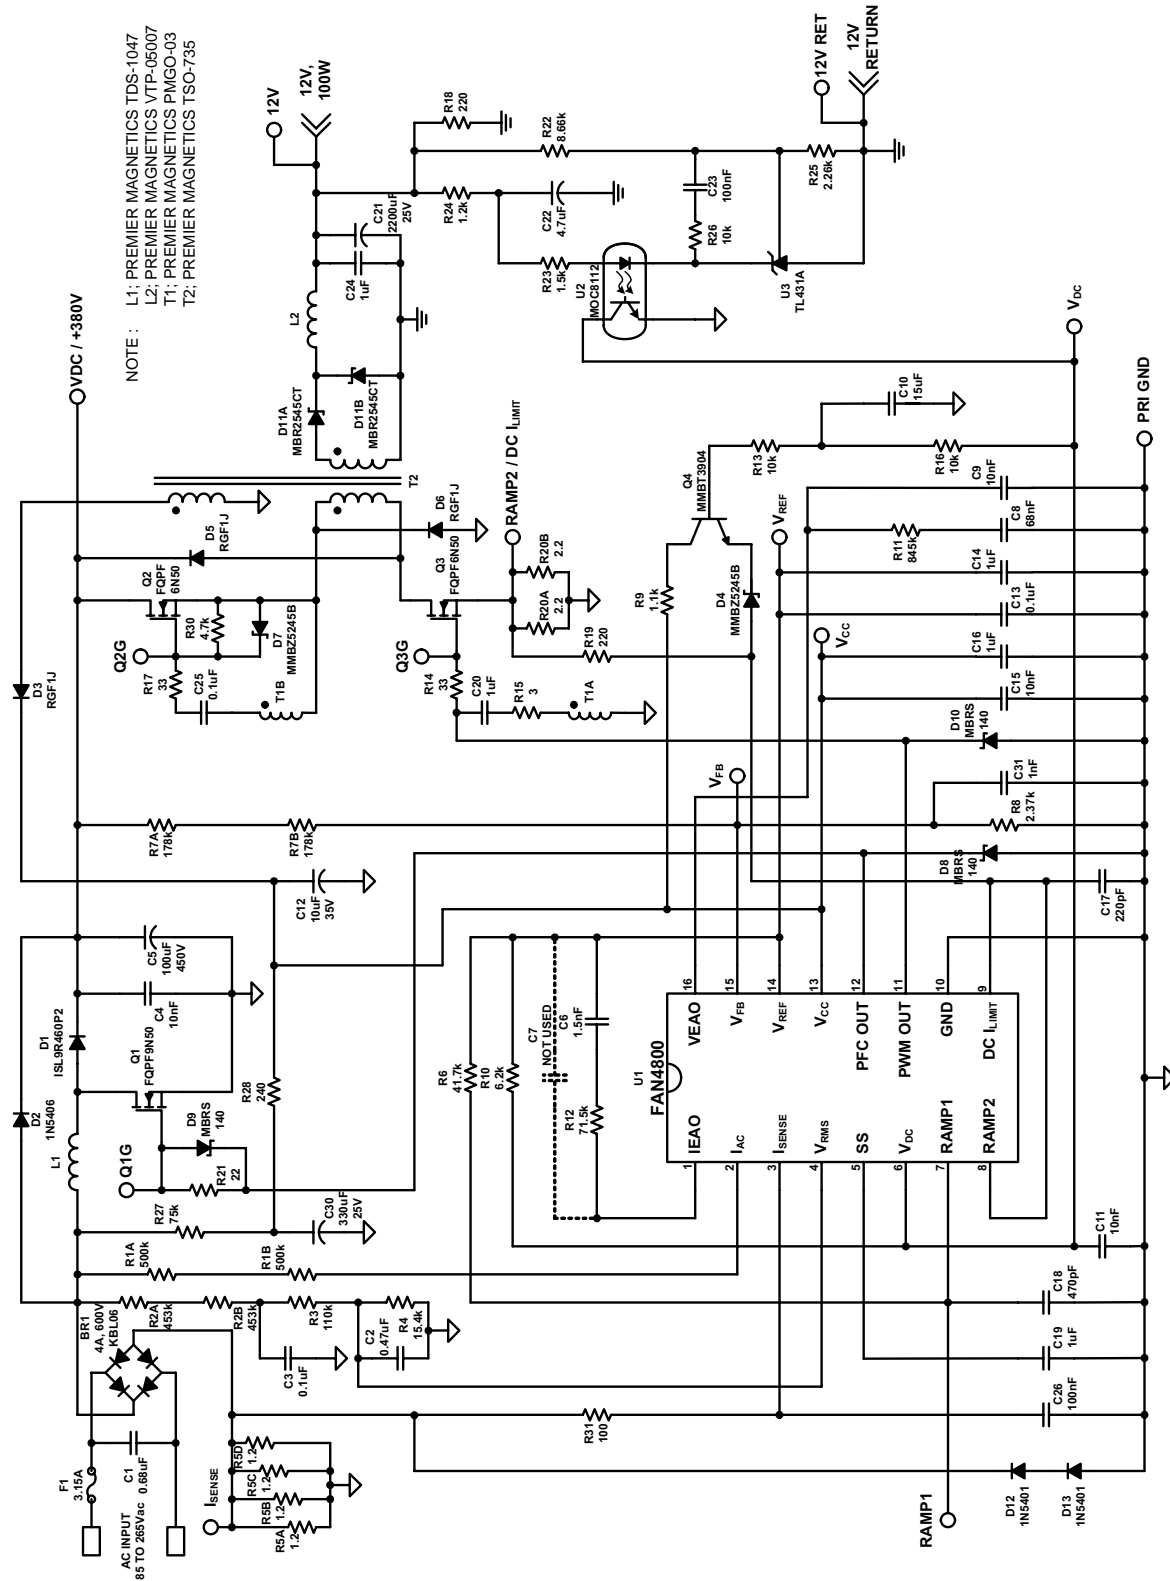 NOTE : L1; PREMIER MAGNETICS TDS-1047
L2; PREMIER MAGNETICS VTP-05007
T1; PREMIER MAGNETICS PMGO-03
T2; PREMIER MAGNETICS TSO-735
AC INPUT
85 TO 265Vac
F1
3.15A
C1
0.68uF
BR1
4A, 600V
KBL06
ISENSE
R5A
1.2
R5B
1.2
R5C
1.2
R5D
1.2
R2A
453k
R2B
453k
R3
110k
R4
15.4k
C3
0.1uF
C2
0.47uF
R1A
500k
R1B
500k
R27
75k
C30
330uF
25V
R28
240
L1
D2
1N5406
Q1G
R21
22
D9
MBRS
140
Q1
FQPF9N50
D1
ISL9R460P2
C4
10nF
C5
100uF
450V
C12
10uF
35V
R7A
178k
R7B
178k
D3
RGF1J
Q2G
R17
33
C25
0.1uF
T1B
R30
4.7k
D7
MMBZ5245B
Q2
FQPF
6N50
D5
RGF1J
T2
VDC / +380V
Q3G
R14
33
C20
1uF
R15
3
T1A
Q3
FQPF6N50
D6
RGF1J
RAMP2 / DC ILIMIT
R20A
2.2
R20B
2.2
R19
220
D11A
MBR2545CT
D11B
MBR2545CT
L2
C24
1uF
C21
2200uF
25V
12V
12V,
100W
R18
220
R24
1.2k
C22
4.7uF
R22
8.66k
R23
1.5k
U2
MOC8112
R26
10k
C23
100nF
U3
TL431A
R25
2.26k
12V RET
12V
RETURN
VDC
PRI GND
R31
100
C26
100nF
D12
1N5401
D13
1N5401
RAMP1
C19
1uF
C18
470pF
C11
10nF
R6
41.7k
R10
6.2k
C7
NOT USED
C6
1.5nF
R12
71.5k
U1
FAN4800
1 IEAO
2 IAC
3 ISENSE
4 VRMS
5 SS
6 VDC
7 RAMP1
8 RAMP2
VEAO 16
VFB 15
VREF 14
VCC 13
PFC OUT 12
PWM OUT 11
GND 10
DC ILIMIT 9
C17
220pF
D8
MBRS
140
R8
2.37k
C31
1nF
D10
MBRS
140
C15
10nF
C16
1uF
C13
0.1uF
C14
1uF
R11
845k
C8
68nF
C9
10nF
VFB
VCC
VREF
R9
1.1k
D4
MMBZ5245B
Q4
MMBT3904
R13
10k
R16
10k
C10
15uF